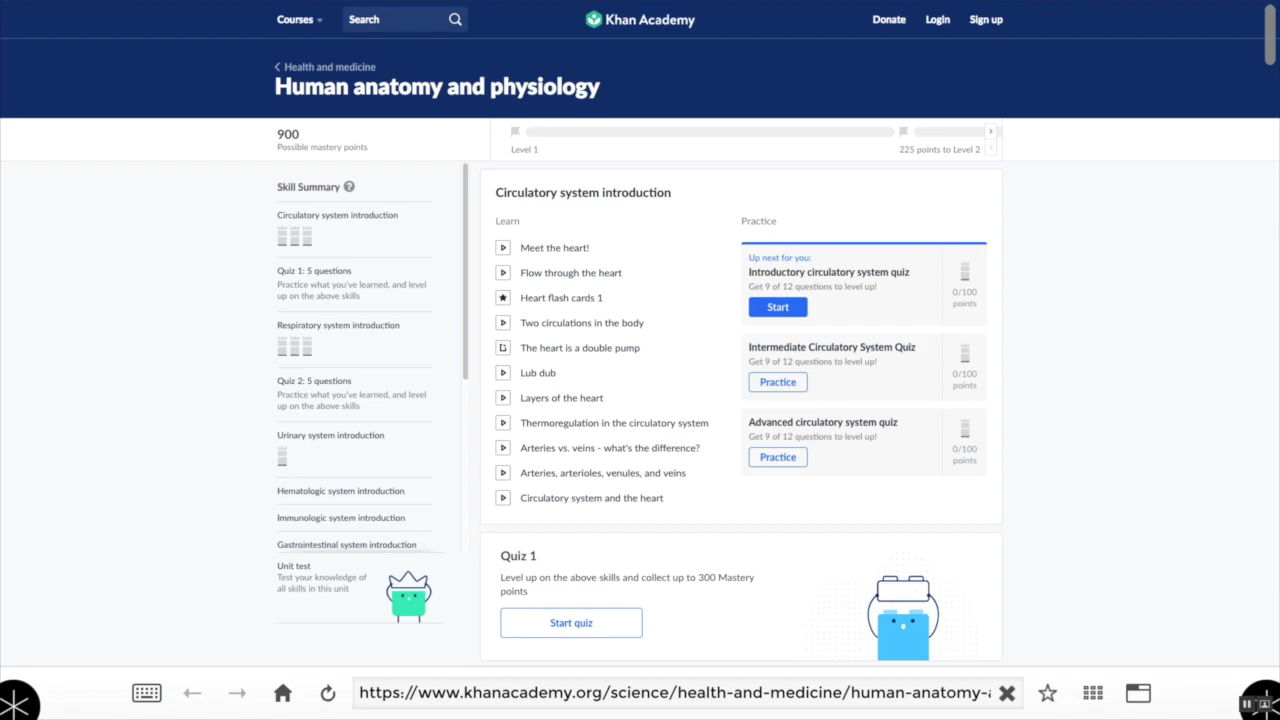 Courses
Search
Khan Academy
Donate
Login
Sign up
Health and medicine
Human anatomy and physiology
900
Possible mastery points
Level 1
225 points to Level 2
Skill Summary ?
Circulatory system introduction
Quiz 1: 5 questions
Practice what you've learned, and level
up on the above skills
Respiratory system introduction
Quiz 2: 5 questions
Practice what you've learned, and level
up on the above skills
Urinary system introduction
Hematologic system introduction
Immunologic system introduction
Gastrointestinal system introduction
Unit test
Test your knowledge of
all skills in this unit
Circulatory system introduction
Learn
Meet the heart!
Flow through the heart
Heart flash cards 1
Two circulations in the body
The heart is a double pump
Lub dub
Layers of the heart
Thermoregulation in the circulatory system
Arteries vs. veins - what's the difference?
Arteries, arterioles, venules, and veins
Circulatory system and the heart
Practice
Up next for you:
Introductory circulatory system quiz
Get 9 of 12 questions to level up!
Start
0/100
points
Intermediate Circulatory System Quiz
Get 9 of 12 questions to level up!
Practice
0/100
points
Advanced circulatory system quiz
Get 9 of 12 questions to level up!
Practice
0/100
points
Quiz 1
Level up on the above skills and collect up to 300 Mastery
points
Start quiz
https://www.khanacademy.org/science/health-and-medicine/human-anatomy-